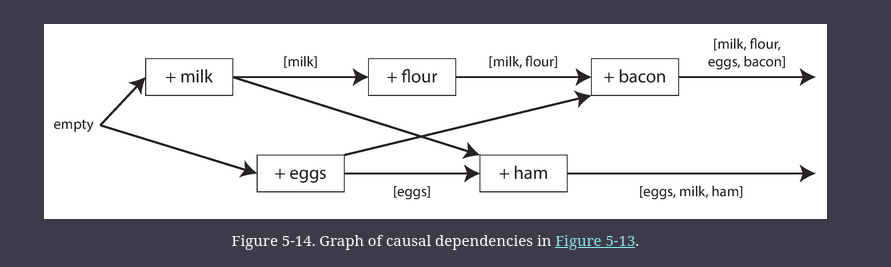 [milk, flour,
eggs, bacon]
[milk]
[milk, flour]
+ milk
+ flour
+ bacon
empty
+ eggs
+ ham
[eggs]
[eggs, milk, ham]
Figure 5-14. Graph of causal dependencies in Figure 5-13.